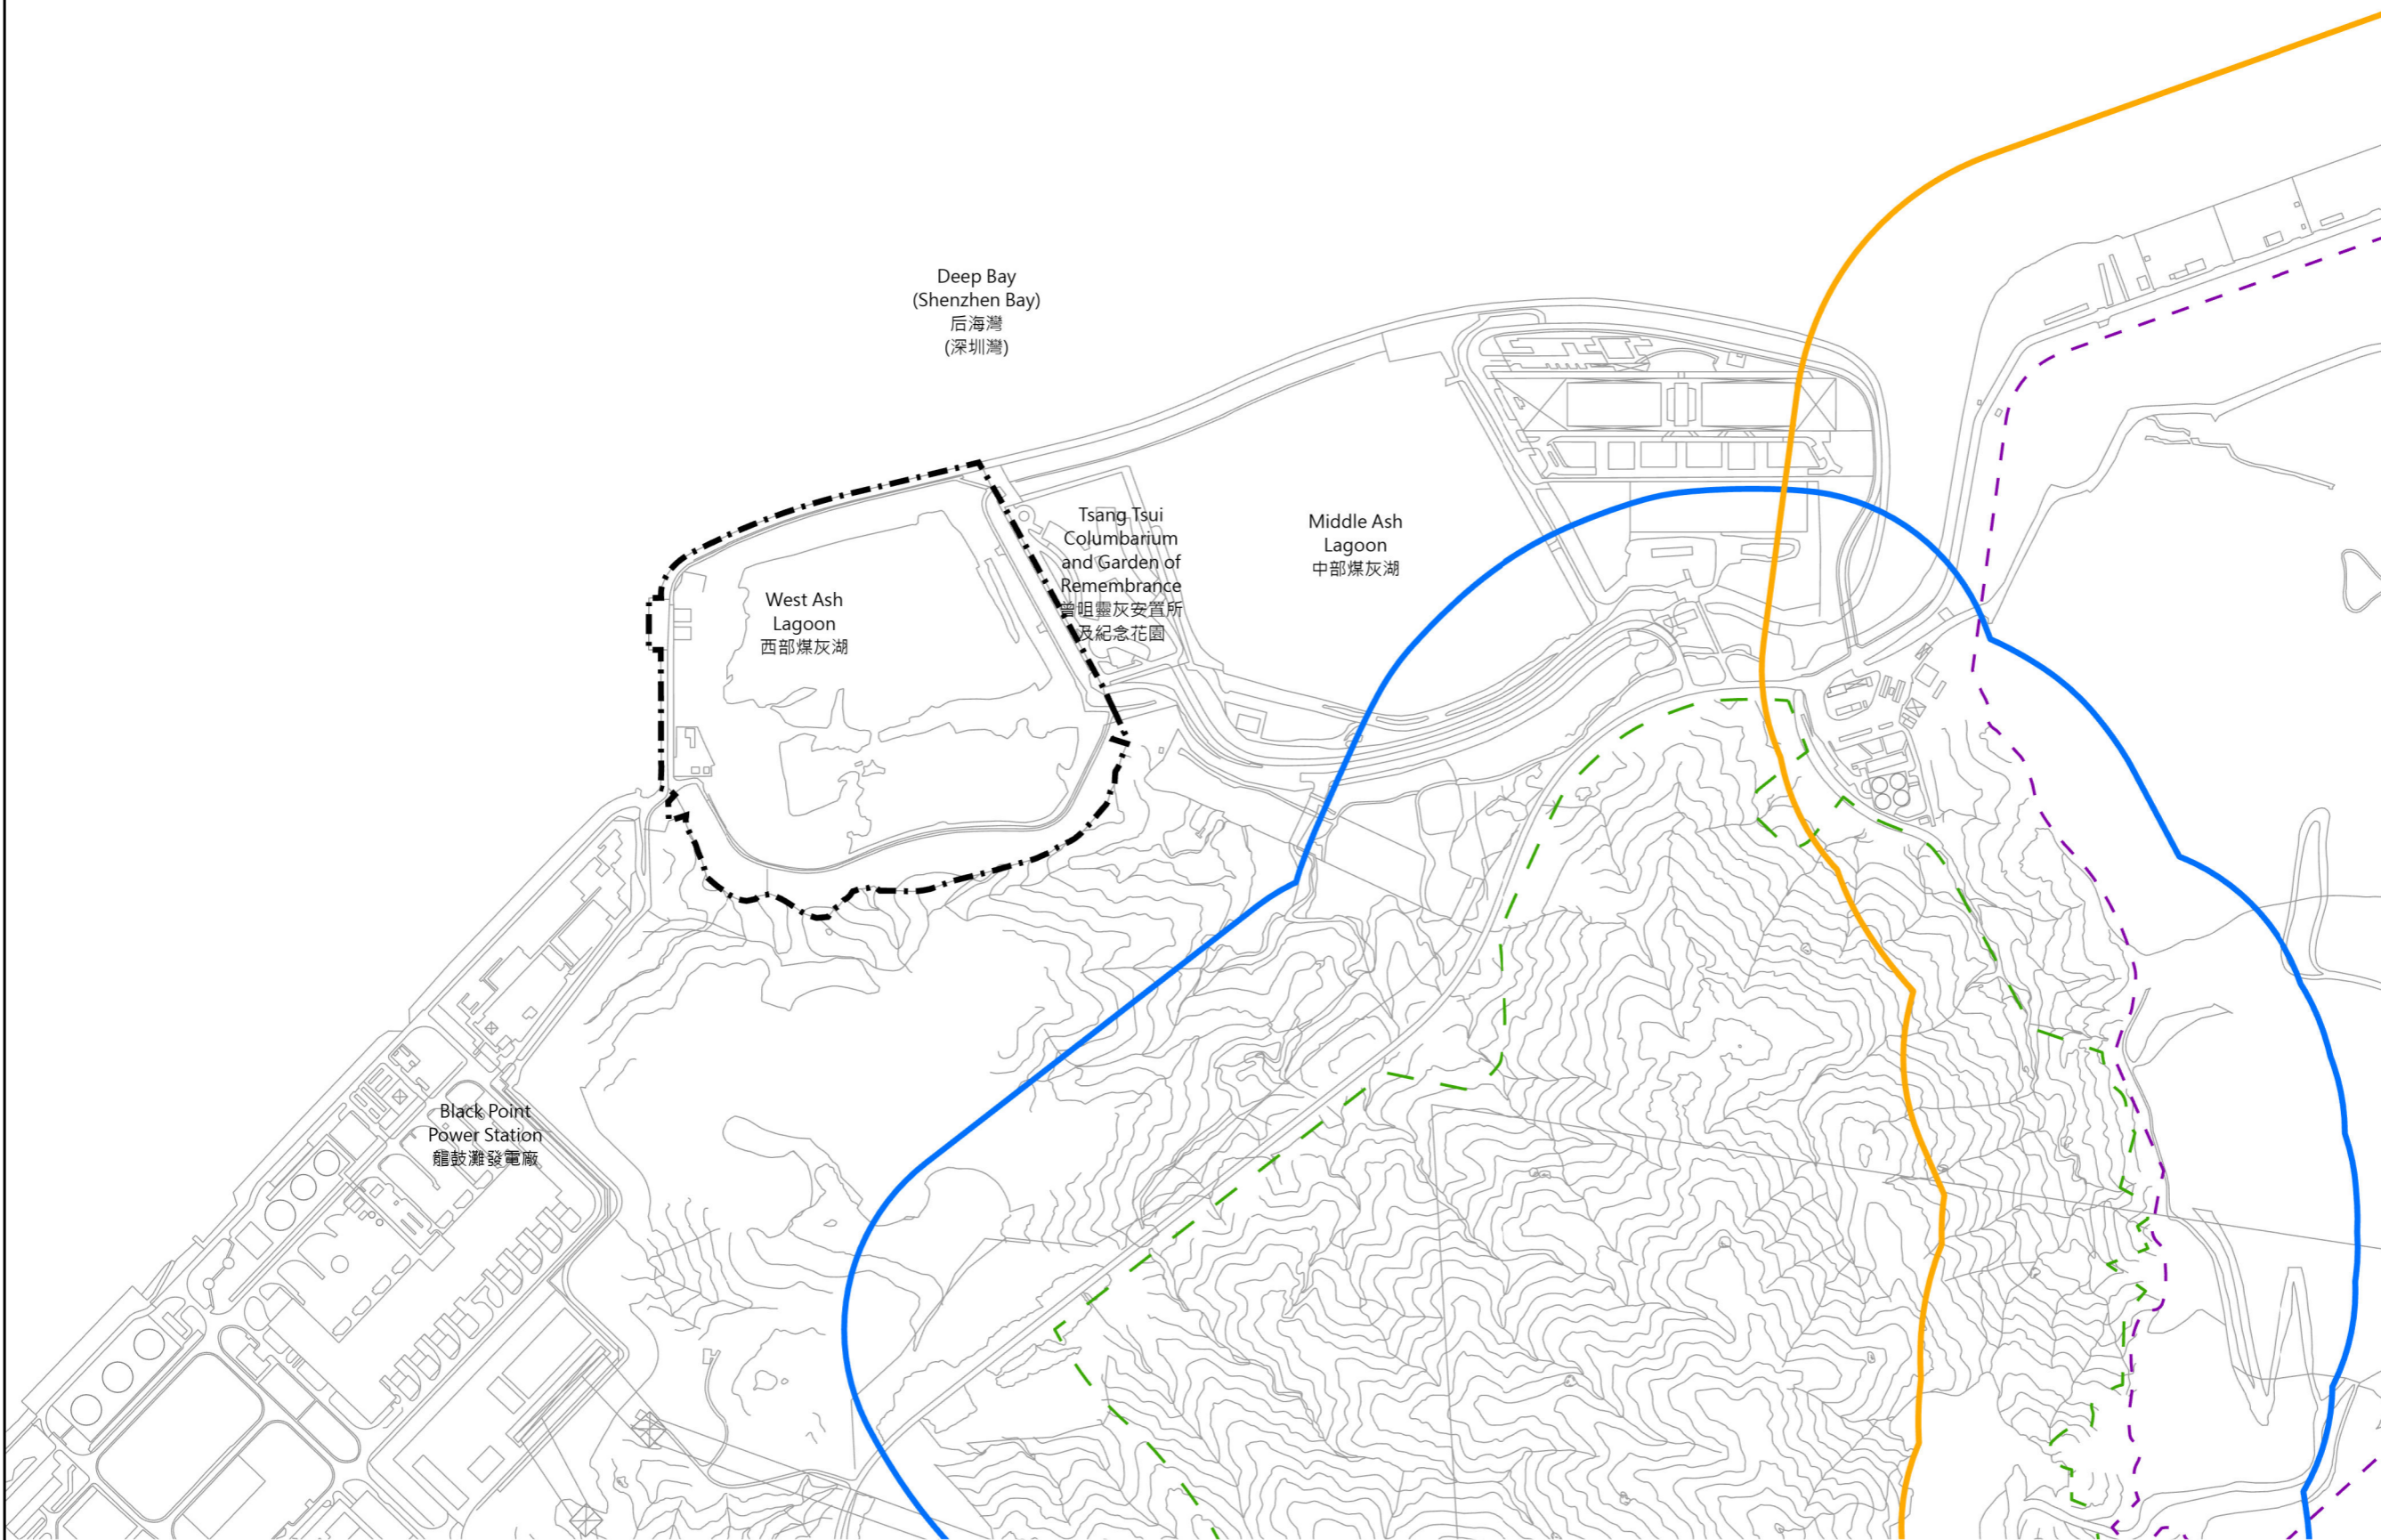 Deep Bay
(Shenzhen Bay)
后海灣
(深圳灣)
Tsang Tsui
Columbarium
and Garden of
Remembrance
曾咀靈灰安置所
及紀念花園
Middle Ash
Lagoon
中部煤灰湖
West Ash
Lagoon
西部煤灰湖
Black Point
Power Station
龍鼓灘發電廠